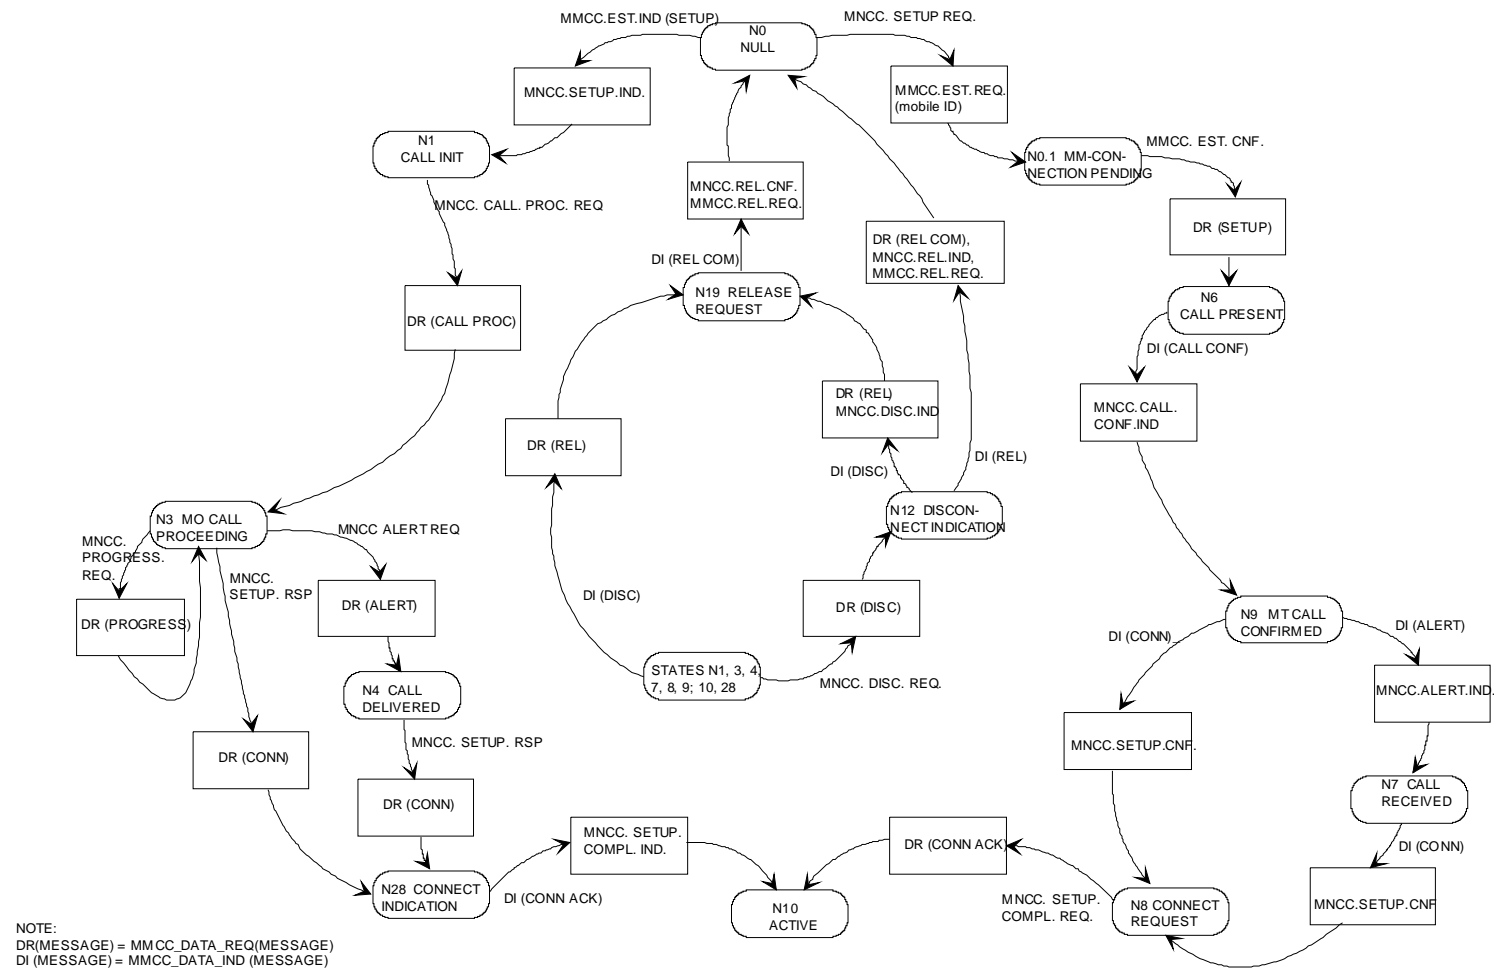 MMCC.EST.IND (SETUP)
N0
NULL
MNCC. SETUP REQ.
MNCC.SETUP.IND.
MMCC.EST.REQ.
(mobile ID)
N1
CALL INIT
N0.1 MM-CON-
NECTION PENDING
MMCC. EST. CNF.
MNCC. CALL. PROC. REQ
MNCC.REL.CNF.
MMCC.REL.REQ.
DR (SETUP)
DR (REL COM),
MNCC.REL.IND,
MMCC.REL.REQ.
DI (REL COM)
N19 RELEASE
REQUEST
N6
CALL PRESENT
DR (CALL PROC)
DI (CALL CONF)
DR (REL)
MNCC.DISC.IND
MNCC.CALL.
CONF.IND
DR (REL)
DI (DISC)
DI (REL)
N3 MO CALL
PROCEEDING
MNCC ALERT REQ
N12 DISCON-
NECT INDICATION
MNCC.
PROGRESS.
REQ.
MNCC.
SETUP. RSP
DR (PROGRESS)
DR (ALERT)
DI (DISC)
DR (DISC)
N9 MT CALL
CONFIRMED
DI (CONN)
DI (ALERT)
STATES N1, 3, 4,
7, 8, 9; 10, 28
MNCC. DISC. REQ.
MNCC.ALERT.IND.
N4 CALL
DELIVERED
MNCC. SETUP. RSP
DR (CONN)
MNCC.SETUP.CNF.
N7 CALL
RECEIVED
DR (CONN)
MNCC. SETUP.
COMPL. IND.
DR (CONN ACK)
DI (CONN)
N28 CONNECT
INDICATION
DI (CONN ACK)
N10
ACTIVE
MNCC. SETUP.
COMPL. REQ.
N8 CONNECT
REQUEST
MNCC.SETUP.CNF
NOTE:
DR(MESSAGE) = MMCC_DATA_REQ(MESSAGE)
DI (MESSAGE) = MMCC_DATA_IND (MESSAGE)